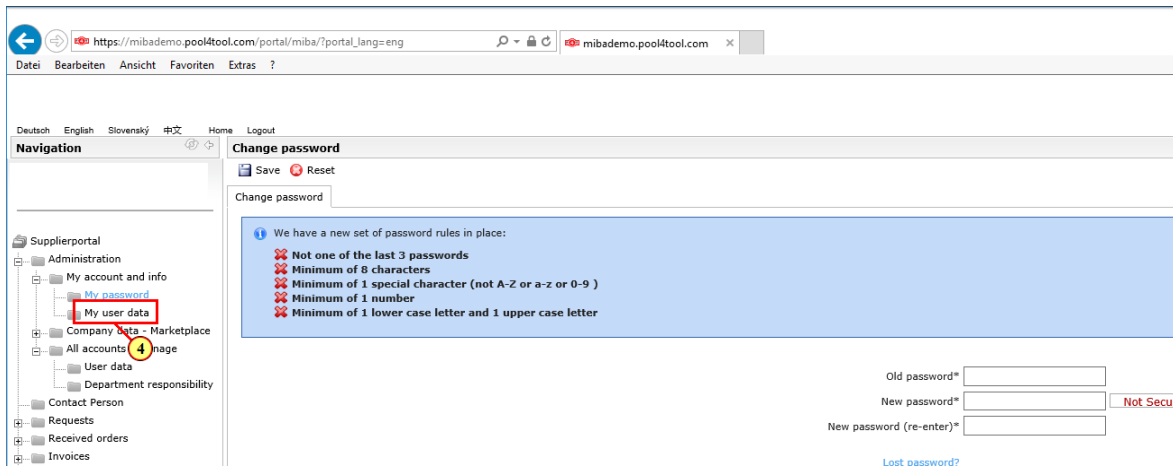 https://mibademo.pool4tool.com/portal/miba/?portal_lang=eng
mibademo.pool4tool.com
Datei Bearbeiten Ansicht Favoriten Extras ?
Deutsch English Slovenský 中文 Home Logout
Navigation
Change password
Save Reset
Change password
We have a new set of password rules in place:
Not one of the last 3 passwords
Minimum of 8 characters
Minimum of 1 special character (not A-Z or a-z or 0-9 )
Minimum of 1 number
Minimum of 1 lower case letter and 1 upper case letter
Supplierportal
Administration
My account and info
My password
My user data
Company data - Marketplace
4
All accounts nage
User data
Department responsibility
Contact Person
Requests
Received orders
Invoices
Old password*
New password* Not Secu
New password (re-enter)*
Lost password?